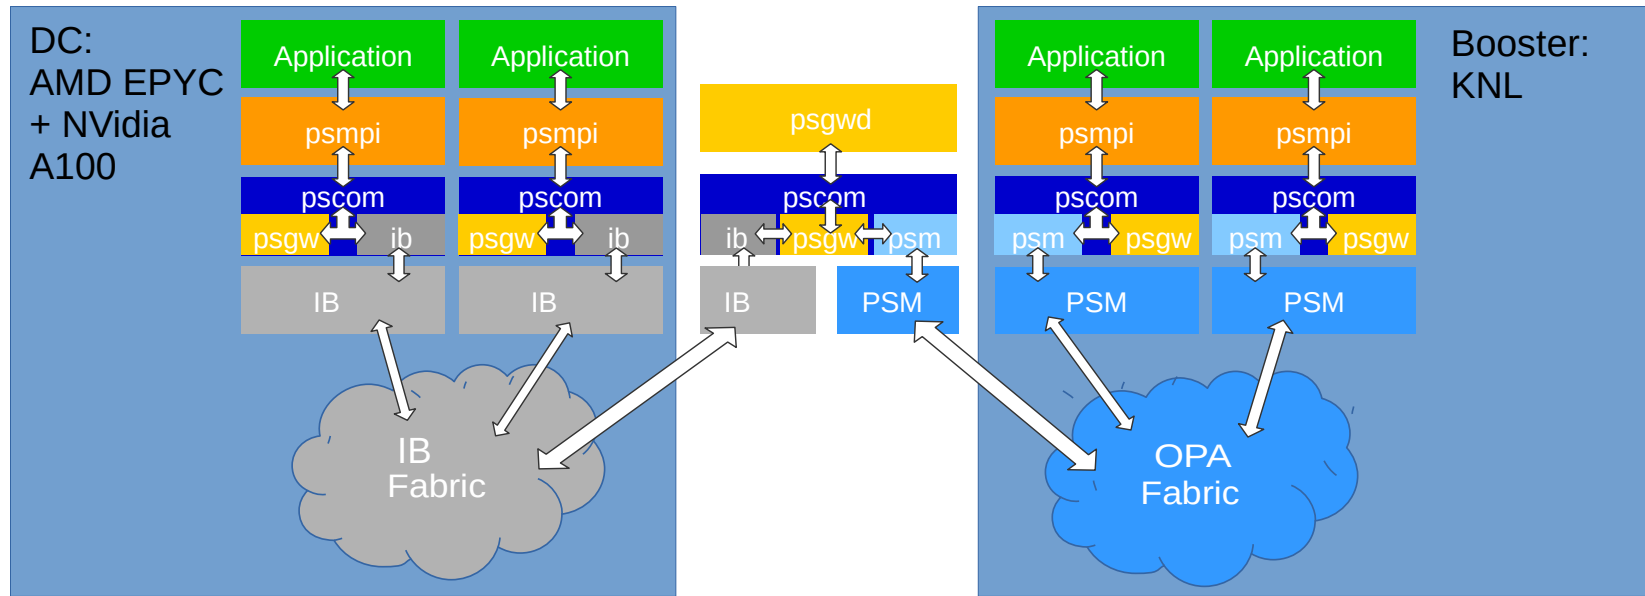 DC:
AMD EPYC
+ NVidia
A100
Application
psmpi
pscom
psgw ib
IB
Application
psmpi
pscom
psgw ib
IB
IB
Fabric
psgwd
pscom
ib psgw psm
IB PSM
Application
psmpi
pscom
psm psgw
PSM
Application
psmpi
pscom
psm psgw
PSM
OPA
Fabric
Booster:
KNL